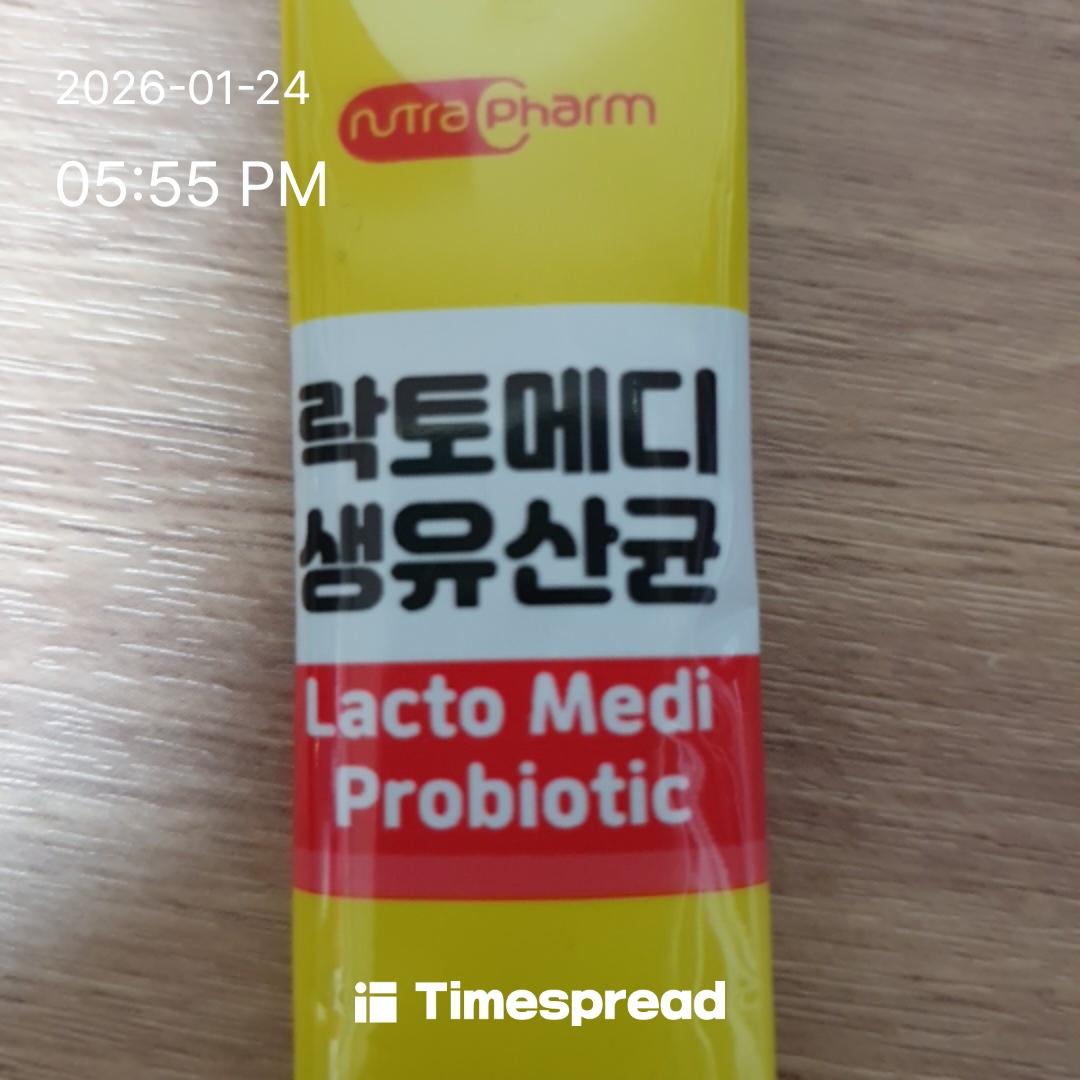 2026-01-24
05:55 PM
nutraPharm
락토메디
생유산균
Lacto Medi
Probiotic
Timespread